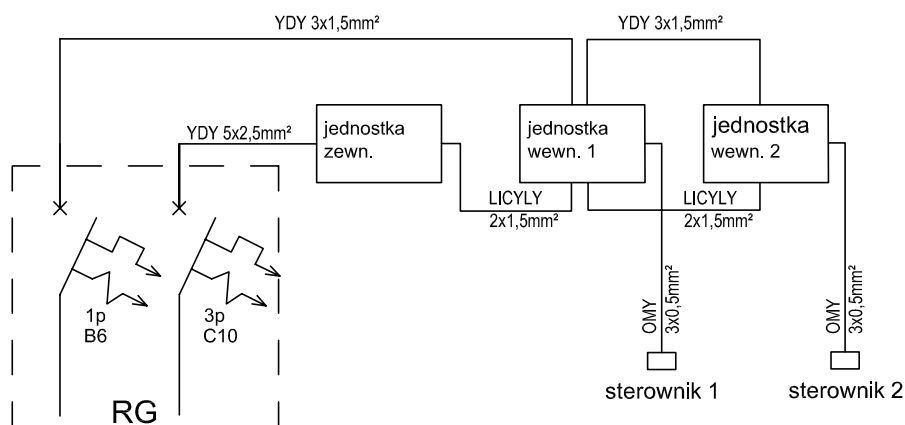 YDY 3x1,5mm²
YDY 3x1,5mm²
YDY 5x2,5mm²
jednostka
zewn.
jednostka
wewn. 1
jednostka
wewn. 2
LICYLY
2x1,5mm²
LICYLY
2x1,5mm²
OMY
3x0,5mm²
OMY
3x0,5mm²
1p
B6
3p
C10
RG
sterownik 1
sterownik 2